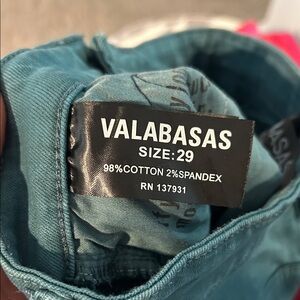 VALABASAS
SIZE:29
98%COTTON 2%SPANDEX
RN 137931